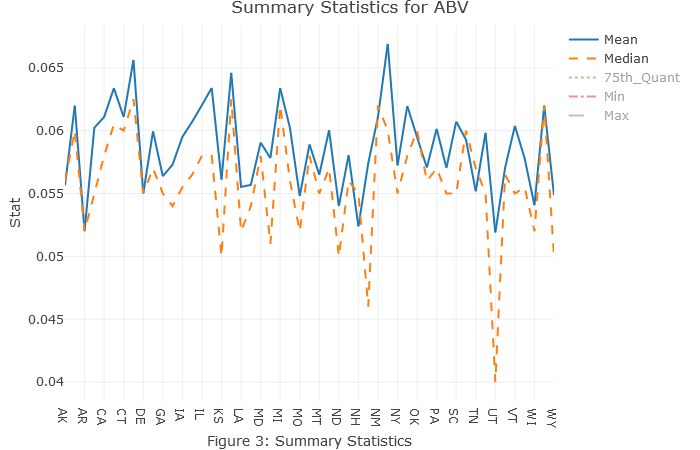 Summary Statistics for ABV
Mean
Median
75th_Quant
Min
Max
0.065
0.06
0.055
0.05
0.045
0.04
Stat
AK AR CA CT DE GA IA IL KS LA MD MI MO MT ND NH NM NY OK PA SC TN UT VT WI WY
Figure 3: Summary Statistics